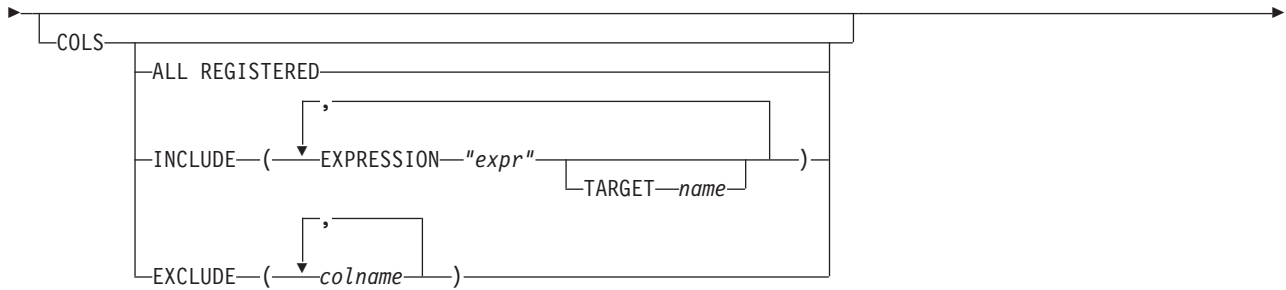 COLS
ALL REGISTERED
,
INCLUDE ( EXPRESSION "expr" )
TARGET name
,
EXCLUDE ( colname )